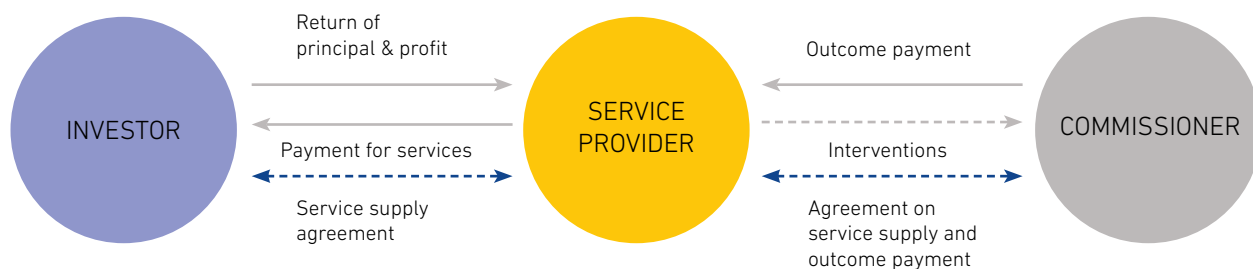 Return of
principal & profit
Outcome payment
INVESTOR
SERVICE
PROVIDER
COMMISSIONER
Payment for services
Interventions
Service supply
agreement
Agreement on
service supply and
outcome payment